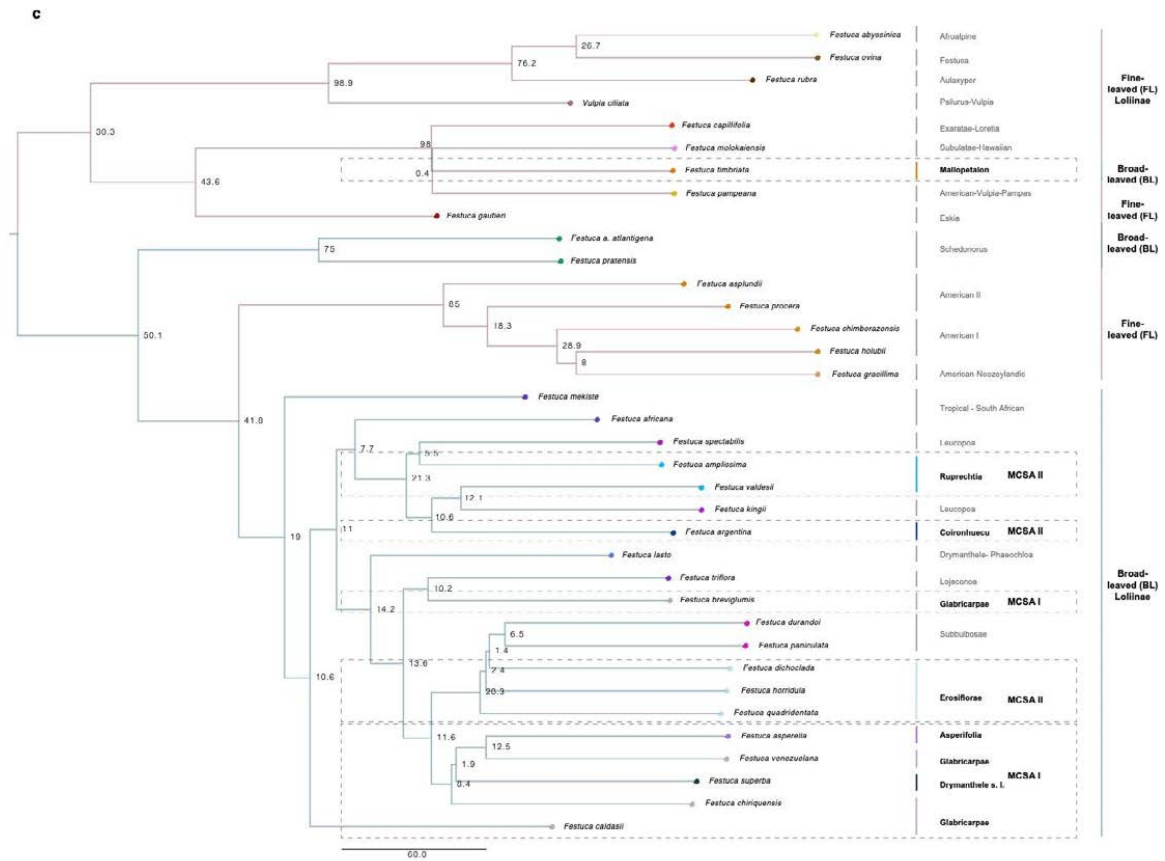 c
Festuca abyssinica
Afroalpine
26.7
Festuca ovina
Festuca
76.2
Festuca rubra
Aulaxyper
98.9
Vulpia ciliata
Psilurus-Vulpia
Fine-
leaved (FL)
Loliinae
30.3
Festuca capillifolia
Exaratae-Loretia
98
Festuca molokaiensis
Subulatae-Hawaiian
0.4
Festuca fimbriata
Mallopetalon
Broad-
leaved (BL)
43.6
Festuca pampeana
American-Vulpia-Pampas
Festuca gautieri
Eskia
Fine-
leaved (FL)
Festuca a. atlantigena
75
Schedonorus
Broad-
leaved (BL)
Festuca pratensis
Festuca asplundii
85
American II
Festuca procera
18.3
50.1
Festuca chimborazensis
28.9
American I
Fine-
leaved (FL)
Festuca holubii
8
Festuca gracillima
American-Neozeylandic
41.0
Festuca mekiste
Tropical - South African
Festuca africana
7.7
Festuca spectabilis
Leucopoa
5.5
Festuca amplissima
21.3
Ruprechtia
MCSA II
Festuca valdesii
12.1
Festuca kingii
Leucopoa
10.6
19
11
Festuca argentina
Coironhuecu
MCSA II
Festuca lasto
Drymanthele- Phaeochloa
Festuca triflora
Lojaconoa
10.2
Festuca breviglumis
Glabricarpae
MCSA I
14.2
Broad-
leaved (BL)
Loliinae
Festuca durandoi
6.5
Subbulbosae
Festuca paniculata
1.4
13.6
Festuca dichoclada
2.4
10.6
Festuca horridula
20.3
Erosiflorae
MCSA II
Festuca quadridentata
11.6
Festuca asperella
Asperifolia
12.5
Festuca venezuelana
Glabricarpae
1.9
MCSA I
Festuca superba
Drymanthele s. l.
0.4
Festuca chiriquensis
Festuca caldasii
Glabricarpae
60.0